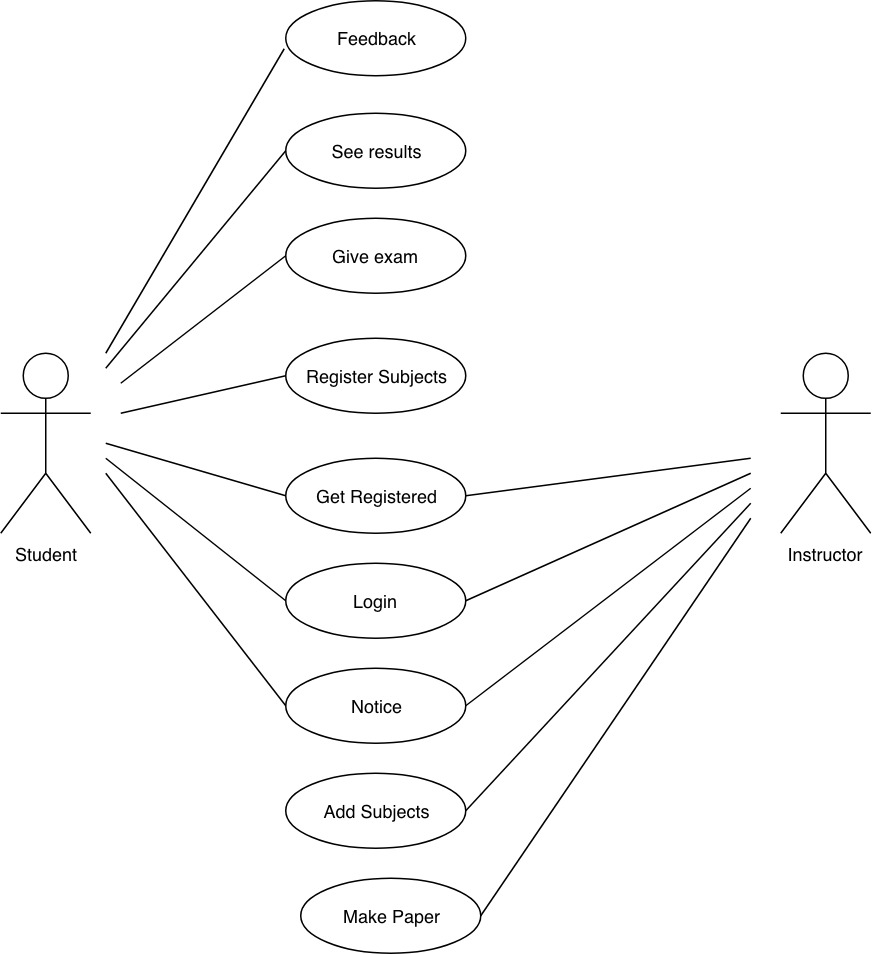 Feedback
See results
Give exam
Register Subjects
Get Registered
Student
Instructor
Login
Notice
Add Subjects
Make Paper